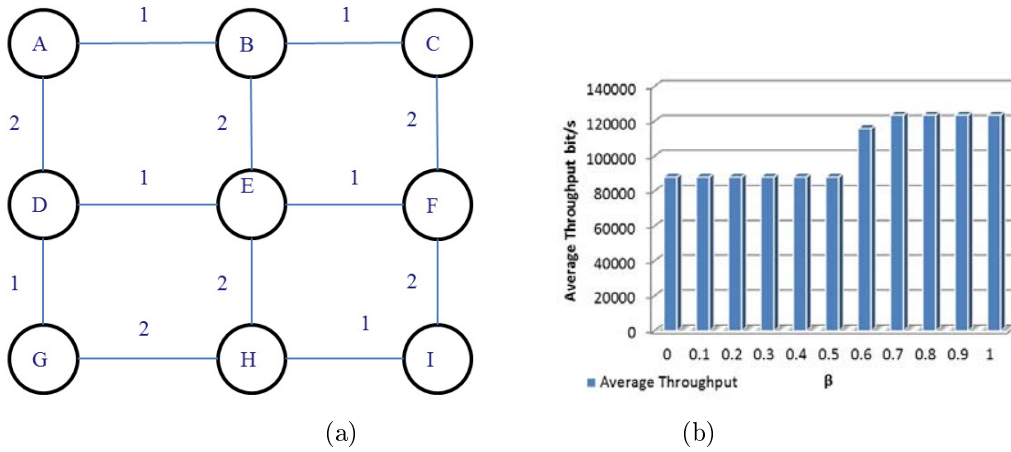 1 1
A B C
2 2 2
1 1
D E F
1 2 2
2 1
G H I
(a)
Average Throughput bit/s
140000
120000
100000
80000
60000
40000
20000
0
0 0.1 0.2 0.3 0.4 0.5 0.6 0.7 0.8 0.9 1
Average Throughput β
(b)